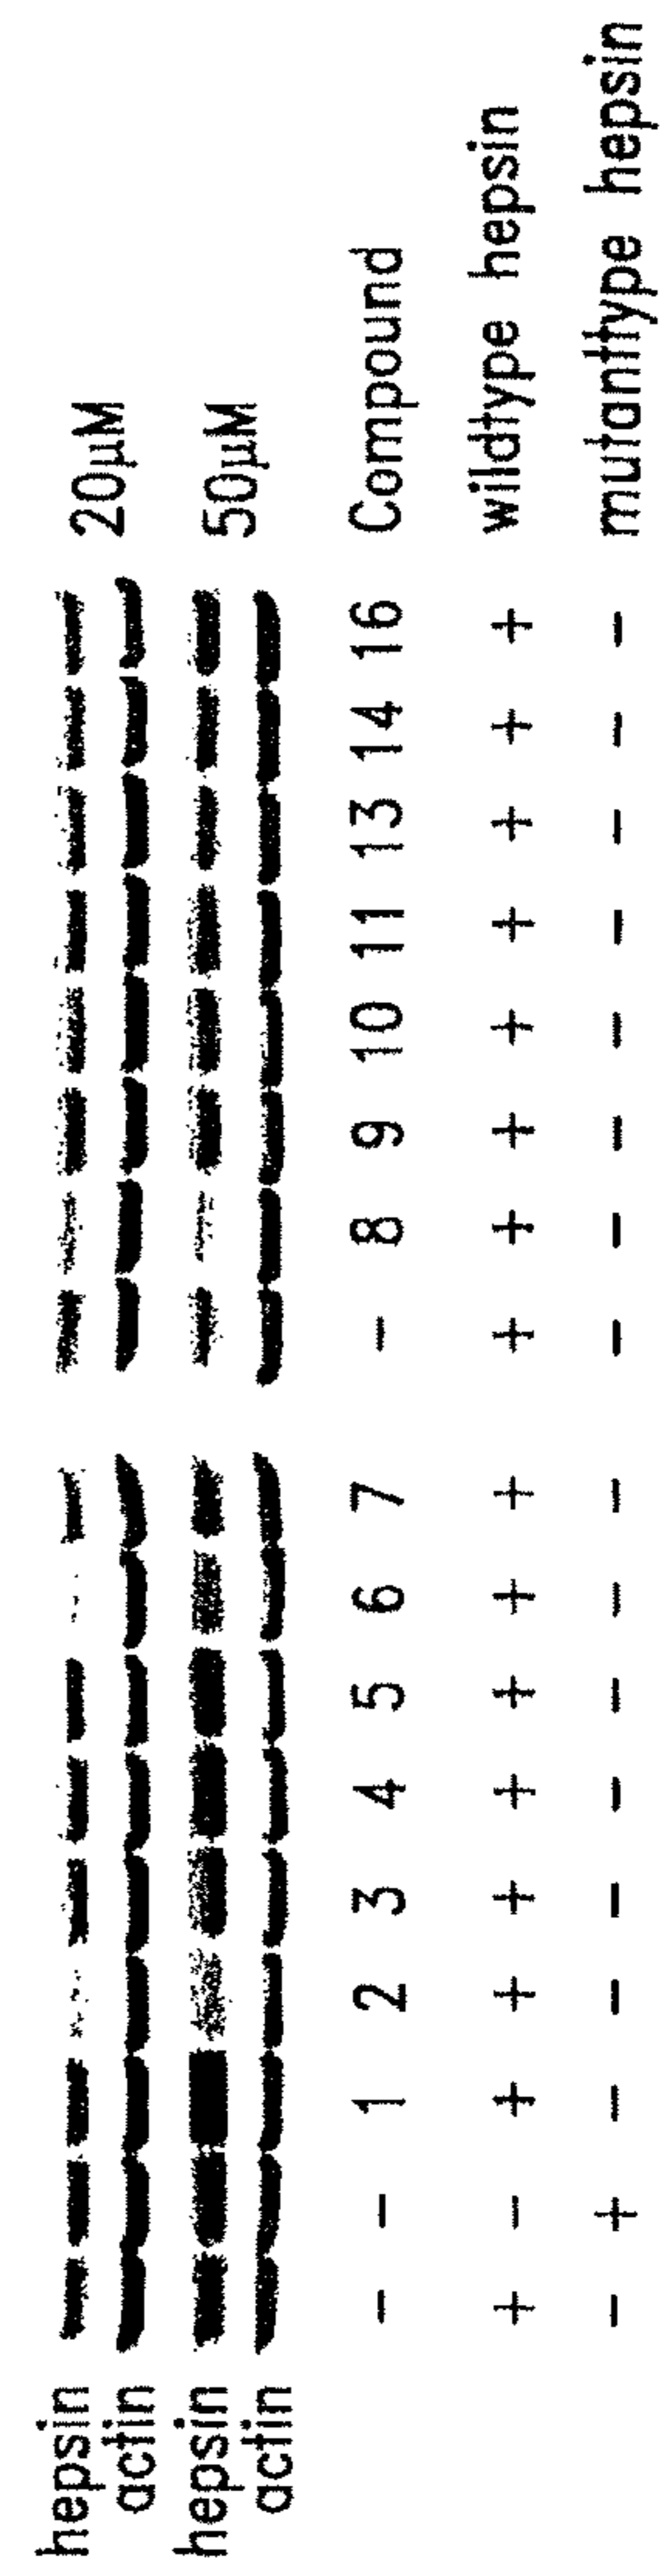 hepsin 20µM
actin
hepsin 50µM
actin
- - 1 2 3 4 5 6 7 - 8 9 10 11 13 14 16 Compound
+ - + + + + + + + + + + + + + + + wildtype hepsin
- + - - - - - - - - - - - - - - - mutanttype hepsin